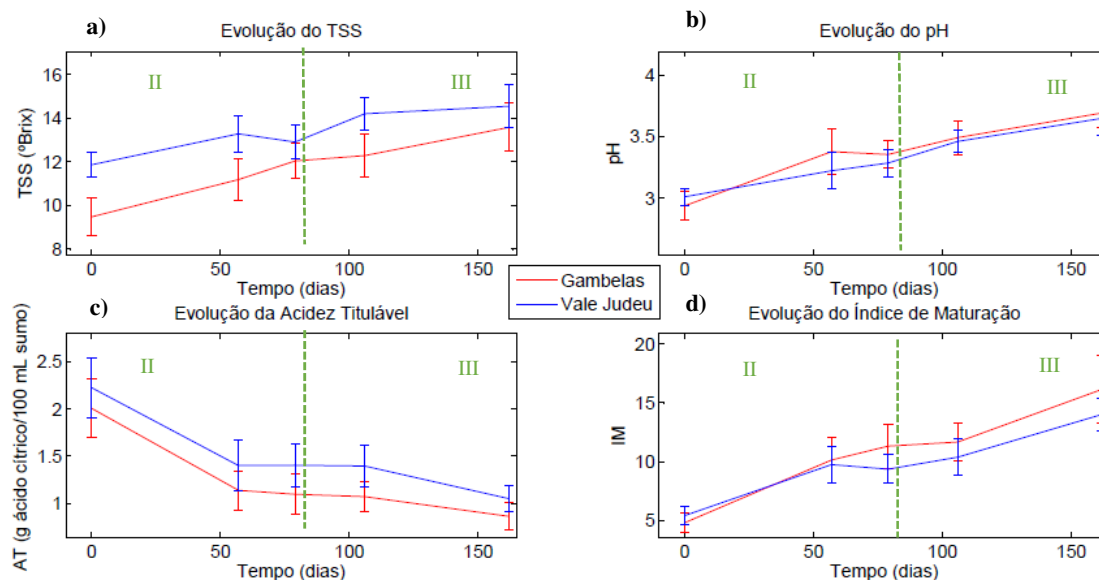 a)
Evolução do TSS
16
14
12
10
8
TSS (ºBrix)
II
III
0
50
100
150
Tempo (dias)
b)
Evolução do pH
4
3.5
3
pH
II
III
0
50
100
150
Tempo (dias)
Gambelas
Vale Judeu
c)
Evolução da Acidez Titulável
2.5
2
1.5
1
AT (g ácido cítrico/100 mL sumo)
II
III
0
50
100
150
Tempo (dias)
d)
Evolução do Índice de Maturação
20
15
10
5
IM
II
III
0
50
100
150
Tempo (dias)